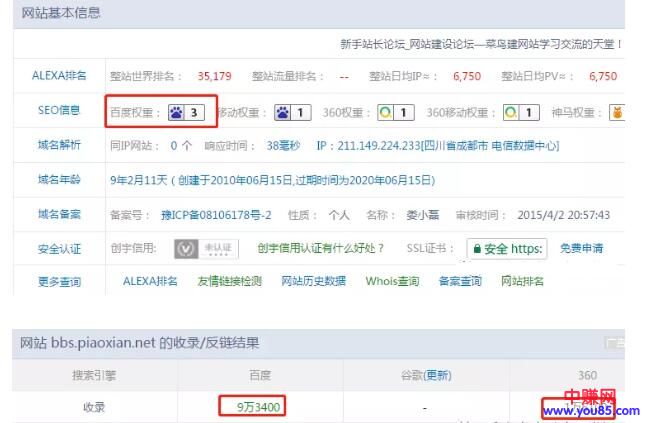 网站基本信息
新手站长论坛_网站建设论坛—菜鸟建网站学习交流的天堂！
ALEXA排名 整站世界排名： 35,179 整站流量排名： -- 整站日均IP≈： 6,750 整站日均PV≈： 6,750
SEO信息 百度权重： 3 移动权重： 1 360权重： 1 360移动权重： 1 神马权重：
域名解析 同IP网站： 0 个 响应时间： 38毫秒 IP：211.149.224.233[四川省成都市 电信数据中心]
域名年龄 9年2月11天（创建于2010年06月15日,过期时间为2020年06月15日）
域名备案 备案号： 豫ICP备08106178号-2 性质： 个人 名称： 娄小磊 审核时间： 2015/4/2 20:57:43
安全认证 创宇信用: 未认证 创宇信用认证有什么好处？ SSL证书： 安全 https: 免费申请
更多查询 ALEXA排名 友情链接检测 网站历史数据 Whois查询 备案查询 网站排名
网站 bbs.piaoxian.net 的收录/反链结果
搜索引擎 百度 谷歌(更新) 360
收录 9万3400 -
中赚网
www.you85.com